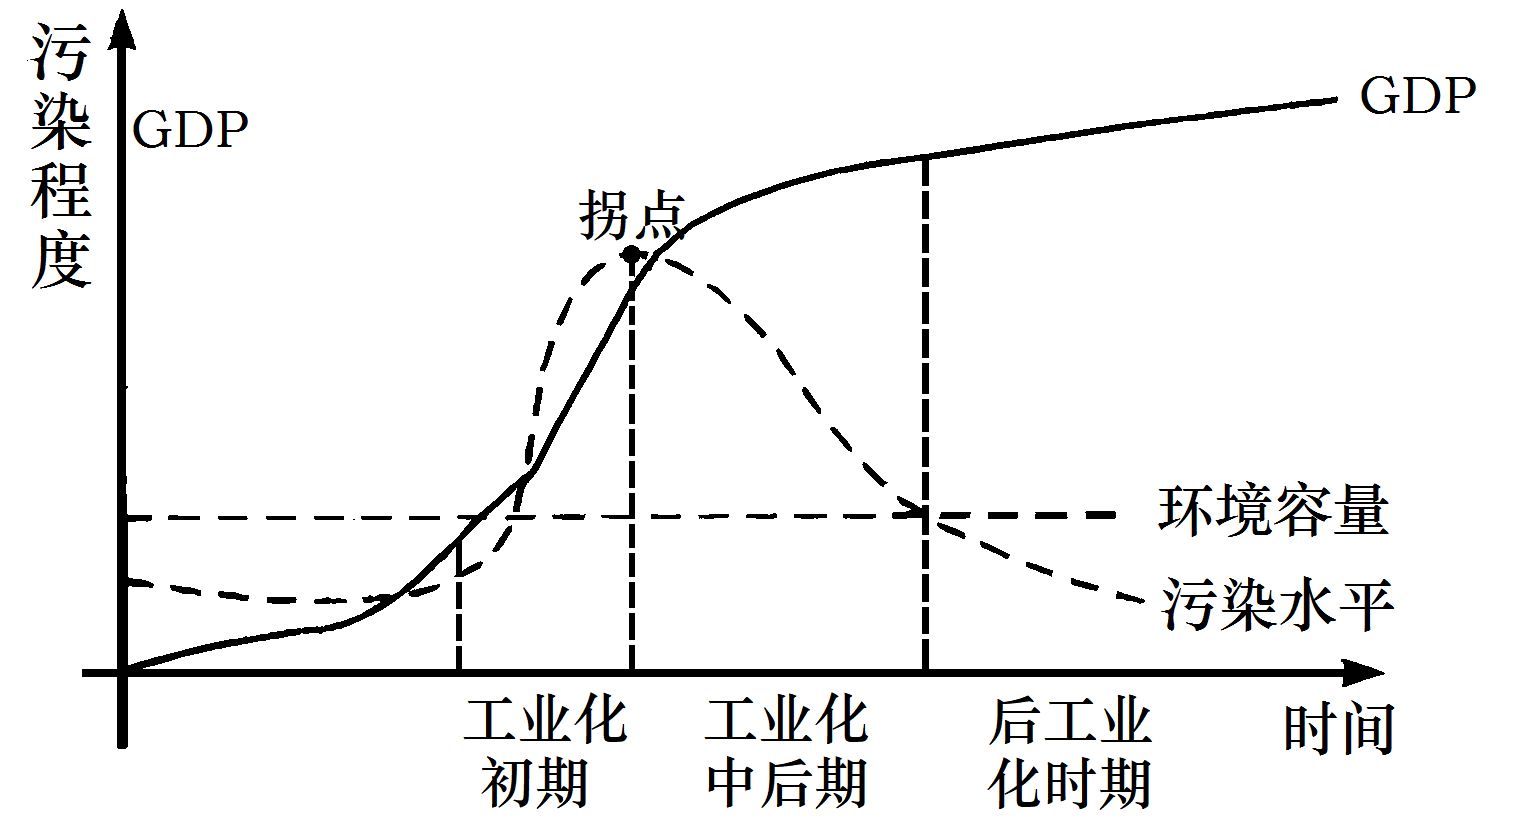 污染程度
GDP
GDP
拐点
环境容量
污染水平
工业化
初期
工业化
中后期
后工业
化时期
时间